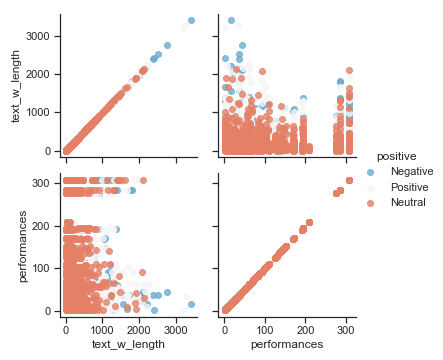 text_w_length
3000
2000
1000
0
performances
300
200
100
0
0 1000 2000 3000
text_w_length
0 100 200 300
performances
positive
Negative
Positive
Neutral